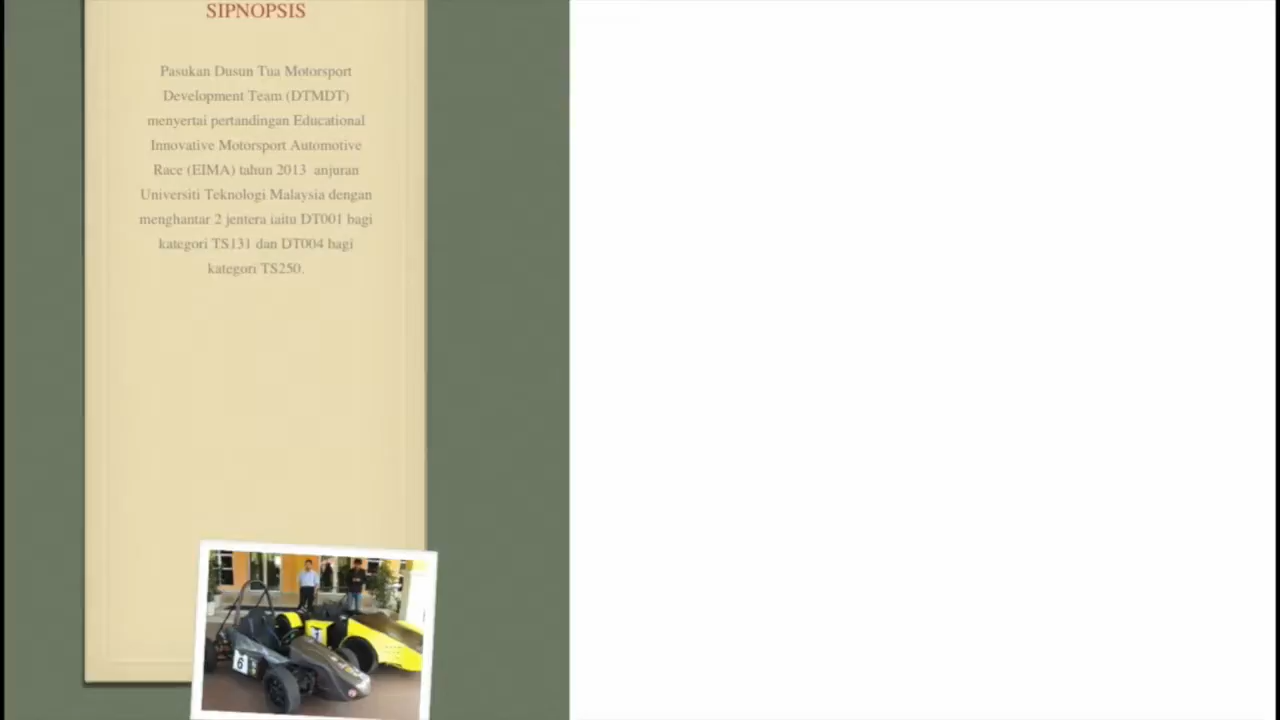 SIPNOPSIS
Pasukan Dusun Tua Motorsport
Development Team (DTMDT)
menyertai pertandingan Educational
Innovative Motorsport Automotive
Race (EIMA) tahun 2013 anjuran
Universiti Teknologi Malaysia dengan
menghantar 2 jentera iaitu DT001 bagi
kategori TS131 dan DT004 bagi
kategori TS250.
6